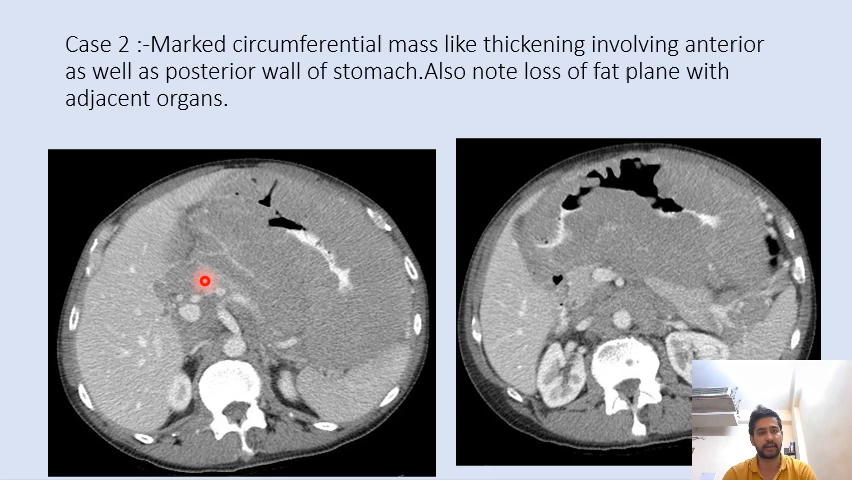 Case 2 :-Marked circumferential mass like thickening involving anterior
as well as posterior wall of stomach.Also note loss of fat plane with
adjacent organs.